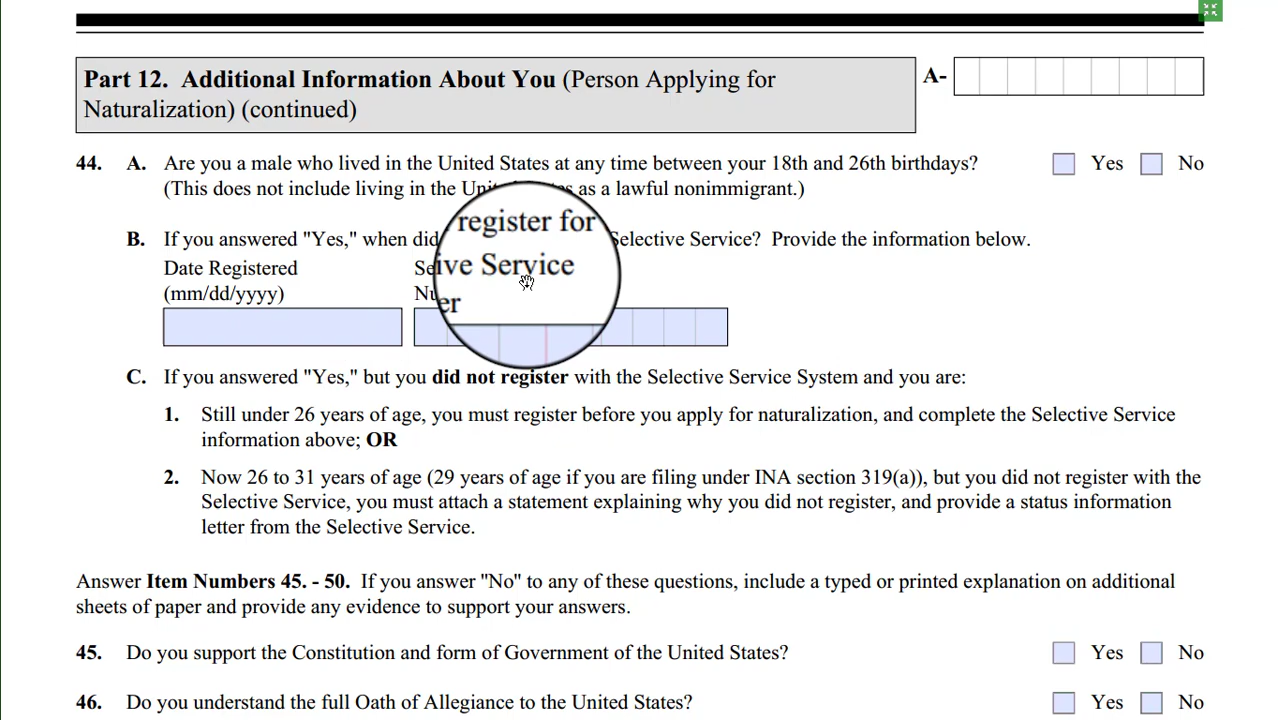 Part 12. Additional Information About You (Person Applying for
Naturalization) (continued)
A-
44. A. Are you a male who lived in the United States at any time between your 18th and 26th birthdays? Yes No
(This does not include living in the as a lawful nonimmigrant.)
B. If you answered "Yes," when did register for Selective Service? Provide the information below.
Date Registered ive Service
(mm/dd/yyyy) er
C. If you answered "Yes," but you did not register with the Selective Service System and you are:
1. Still under 26 years of age, you must register before you apply for naturalization, and complete the Selective Service
information above; OR
2. Now 26 to 31 years of age (29 years of age if you are filing under INA section 319(a)), but you did not register with the
Selective Service, you must attach a statement explaining why you did not register, and provide a status information
letter from the Selective Service.
Answer Item Numbers 45. - 50. If you answer "No" to any of these questions, include a typed or printed explanation on additional
sheets of paper and provide any evidence to support your answers.
45. Do you support the Constitution and form of Government of the United States? Yes No
46. Do you understand the full Oath of Allegiance to the United States? Yes No